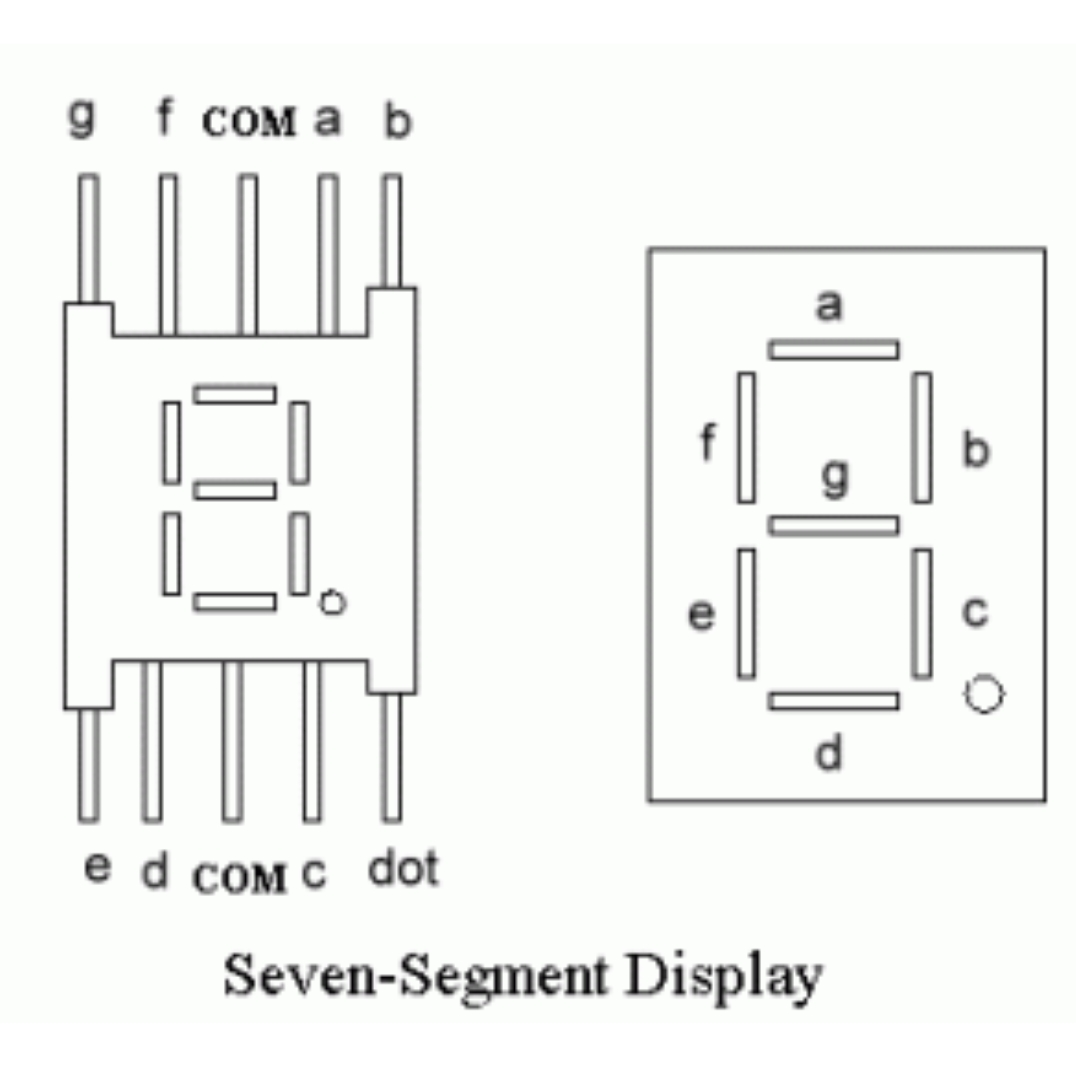 g f COM a b
a
f b
g
e c
d
e d COM c dot
Seven-Segment Display